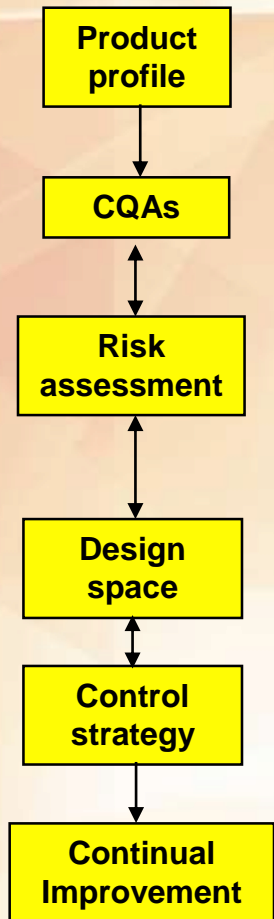 Product
profile
CQAs
Risk
assessment
Design
space
Control
strategy
Continual
Improvement